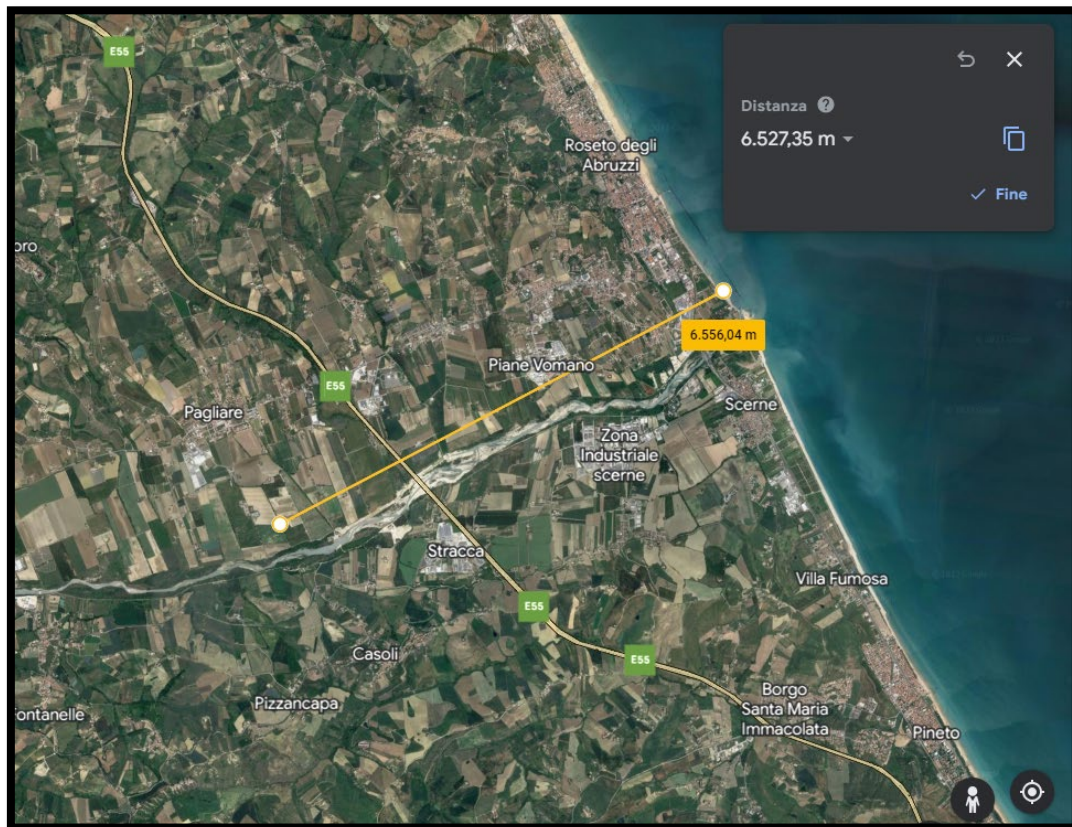 E55
Distanza
6.527,35 m
Fine
Roseto degli
Abruzzi
oro
6.556,04 m
Piane Vomano
E55
Pagliare
Scerne
Zona
Industriale
scerne
Stracca
Villa Fumosa
E55
Casoli
E55
Pizzancapa
Borgo
Santa Maria
Immacolata
Fontanelle
Pineto